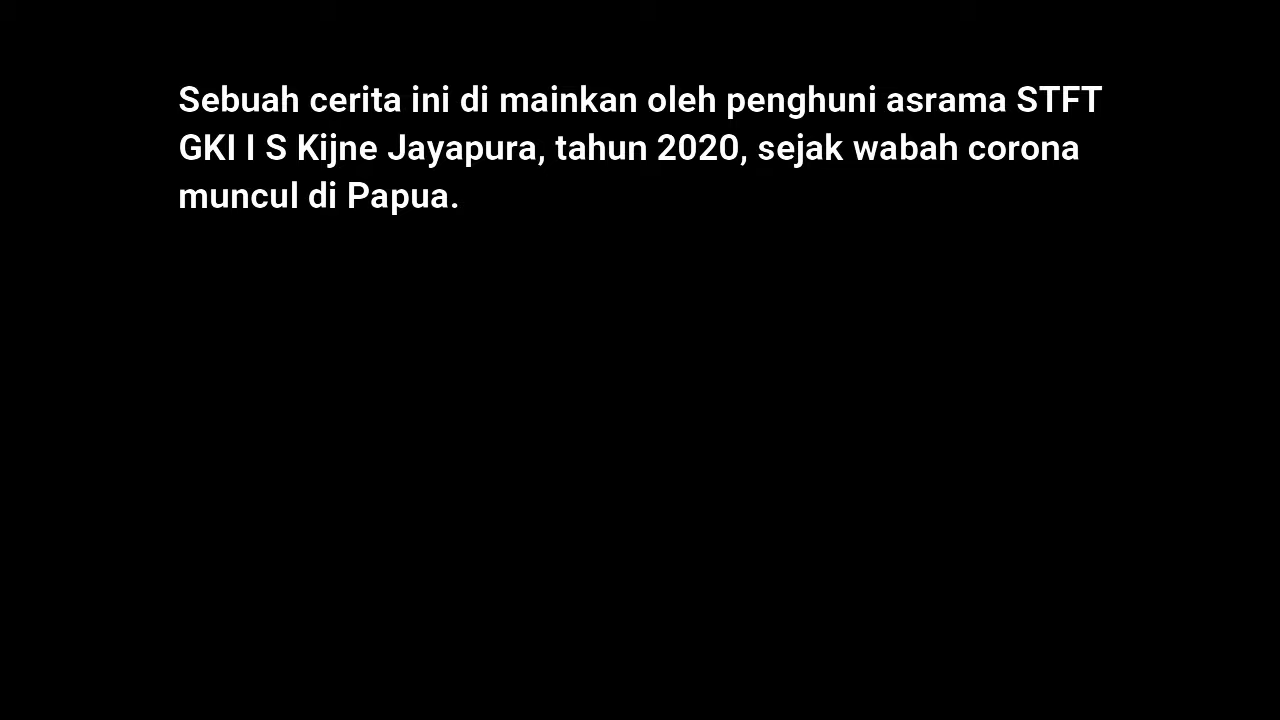 Sebuah cerita ini di mainkan oleh penghuni asrama STFT
GKI I S Kijne Jayapura, tahun 2020, sejak wabah corona
muncul di Papua.